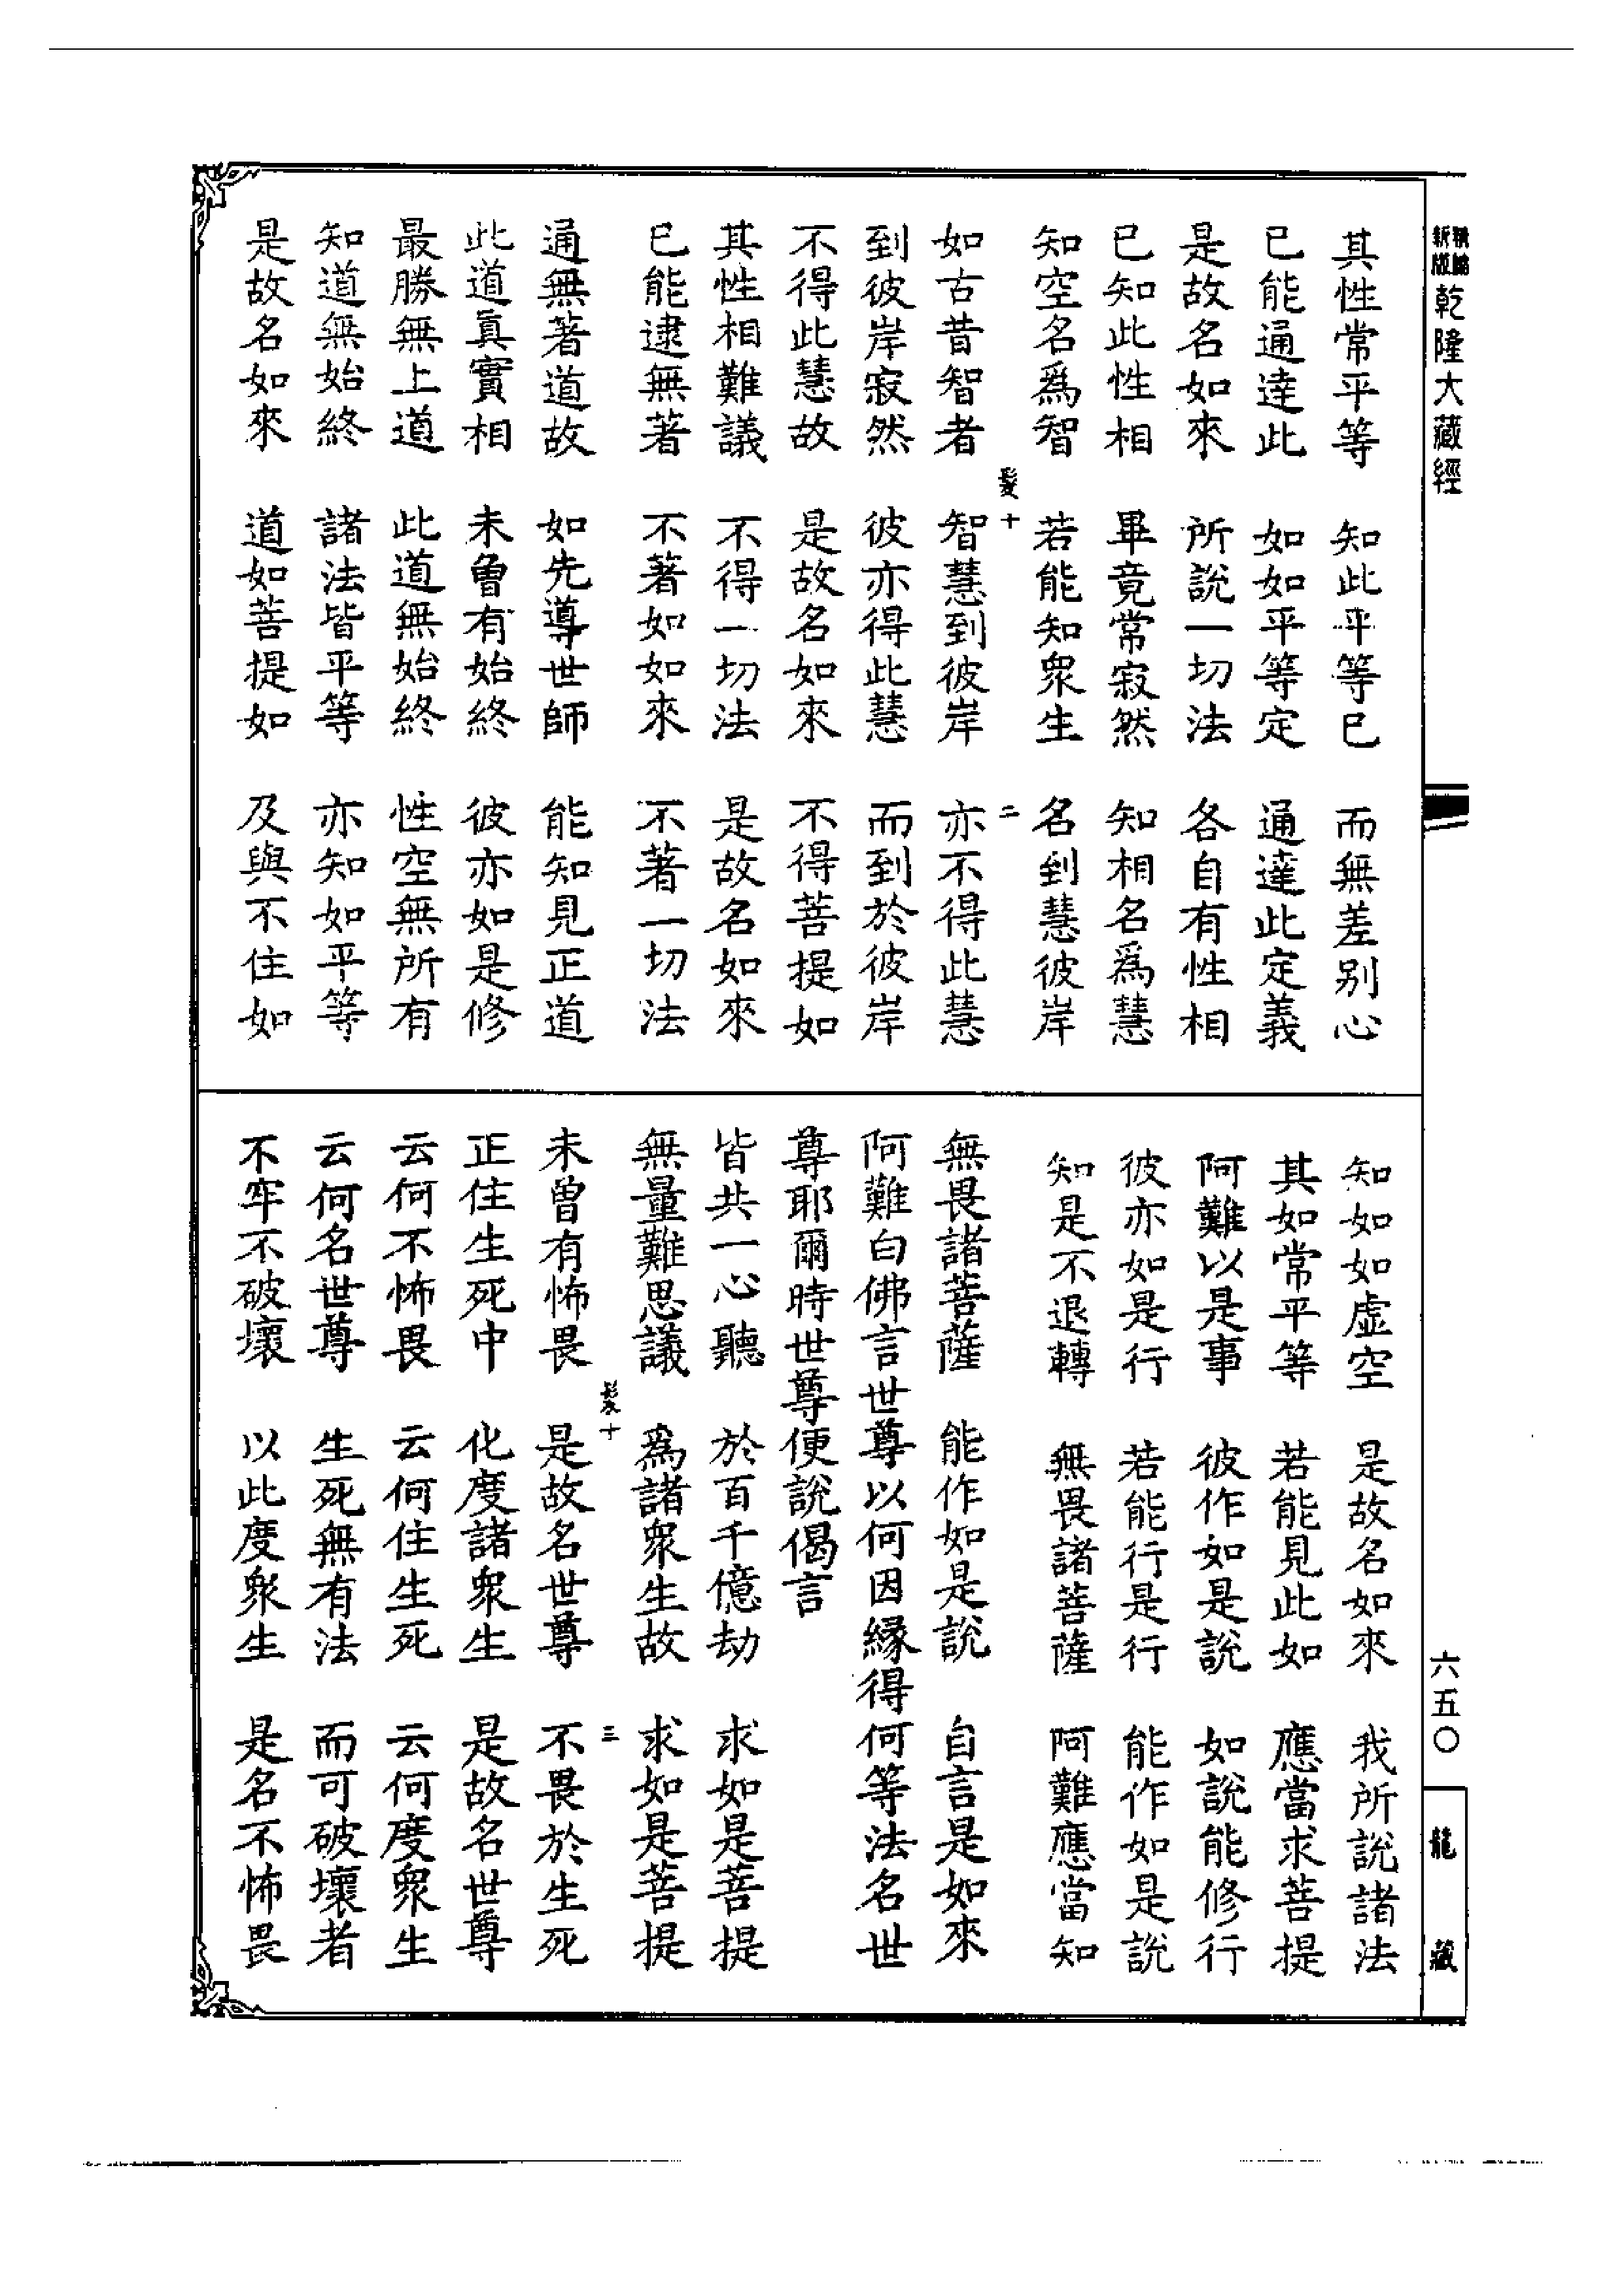 新編
新版
乾隆大藏經
其性常平等　知此平等已　而無差別心
已能通達此　如如平等定　通達此定義
是故名如來　所說一切法　各自有性相
已知此性相　畢竟常寂然　知相名爲慧
知空名爲智　若能知衆生　名到慧彼岸
髮十　二
如古昔智者　智慧到彼岸　亦不得此慧
到彼岸寂然　彼亦得此慧　而到於彼岸
不得此慧故　是故名如來　不得菩提如
其性相難議　不得一切法　是故名如來
已能逮無著　不著如如來　不著一切法
通無著道故　如先導世師　能知見正道
此道眞實相　未曾有始終　彼亦如是修
最勝無上道　此道無始終　性空無所有
知道無始終　諸法皆平等　亦知如平等
是故名如來　道如菩提如　及與不住如
知如如虛空　是故名如來　我所說諸法
其如常平等　若能見此如　應當求菩提
阿難以是事　彼作如是說　如說能修行
彼亦如是行　若能行是行　能作如是說
知是不退轉　無畏諸菩薩　阿難應當知
無畏諸菩薩　能作如是說　自言是如來
阿難白佛言世尊以何因緣得何等法名世
尊耶爾時世尊便說偈言
皆共一心聽　於百千億劫　求如是菩提
無量難思議　爲諸衆生故　求如是菩提
髮十　三
未曾有怖畏　是故名世尊　不畏於生死
正住生死中　化度諸衆生　是故名世尊
云何不怖畏　云何住生死　云何度衆生
云何名世尊　生死無有法　而可破壞者
不牢不破壞　以此度衆生　是名不怖畏
六五〇
龍藏